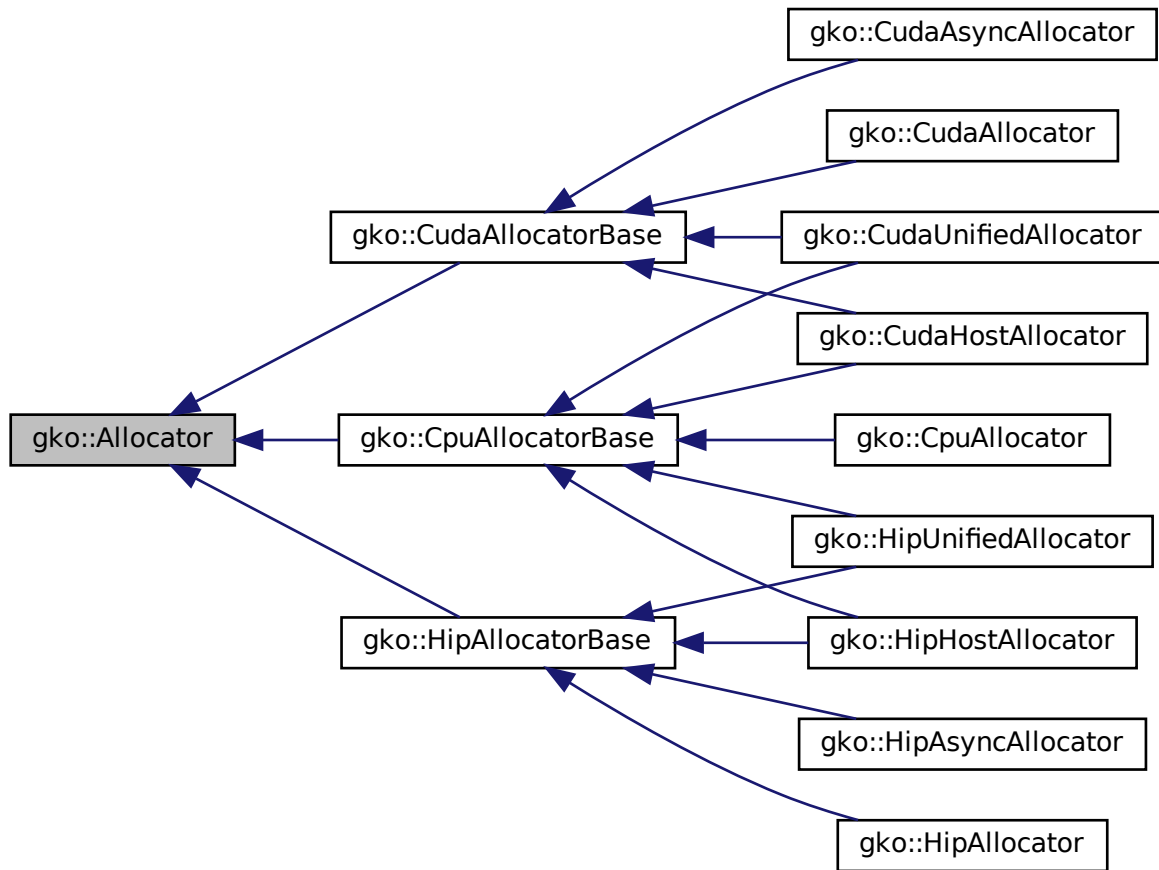 gko::CudaAsyncAllocator
gko::CudaAllocator
gko::CudaAllocatorBase
gko::CudaUnifiedAllocator
gko::CudaHostAllocator
gko::Allocator
gko::CpuAllocatorBase
gko::CpuAllocator
gko::HipUnifiedAllocator
gko::HipAllocatorBase
gko::HipHostAllocator
gko::HipAsyncAllocator
gko::HipAllocator